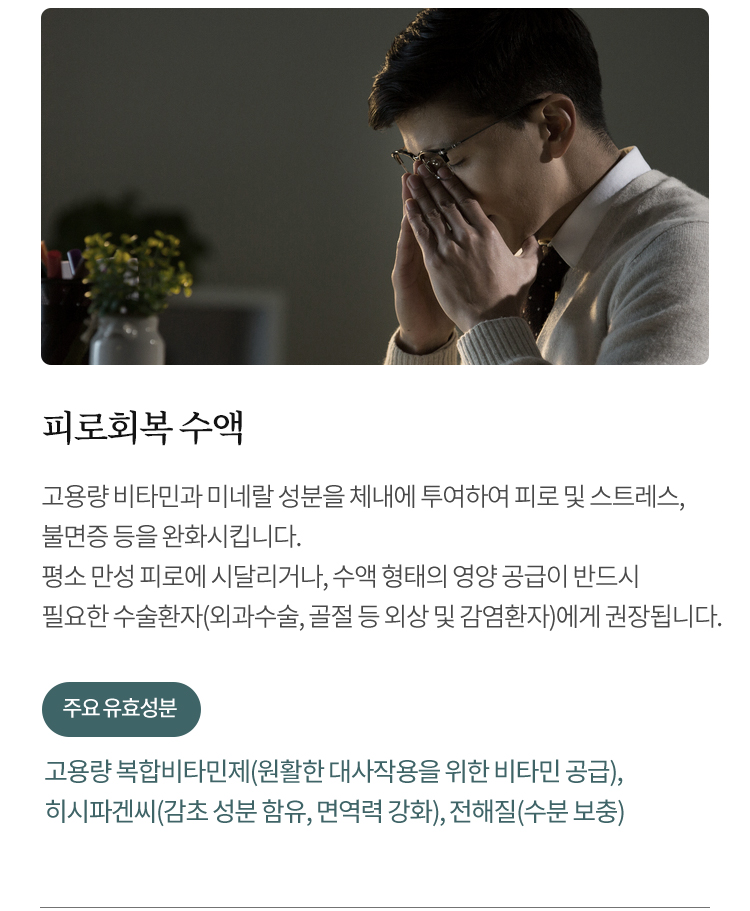 피로회복 수액
고용량 비타민과 미네랄 성분을 체내에 투여하여 피로 및 스트레스,
불면증 등을 완화시킵니다.
평소 만성 피로에 시달리거나, 수액 형태의 영양 공급이 반드시
필요한 수술환자(외과수술, 골절 등 외상 및 감염환자)에게 권장됩니다.
주요 유효성분
고용량 복합비타민제(원활한 대사작용을 위한 비타민 공급),
히시파겐씨(감초 성분 함유, 면역력 강화), 전해질(수분 보충)